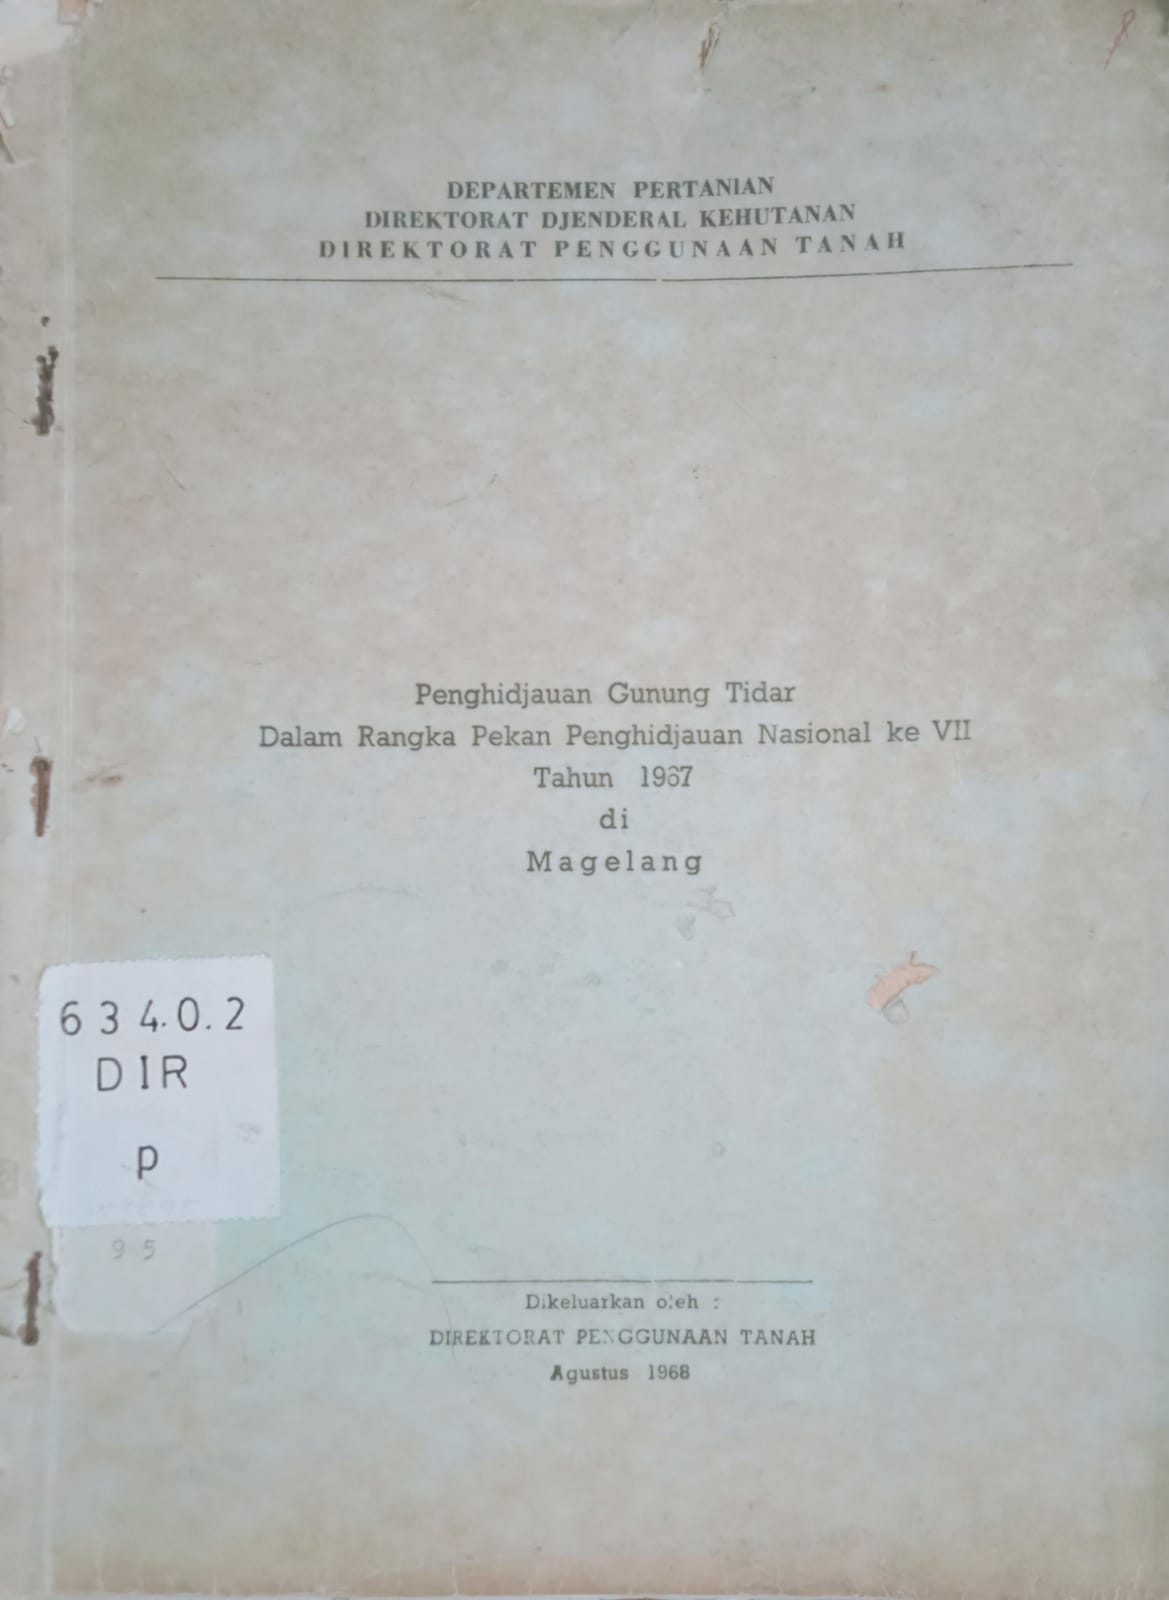 DEPARTEMEN PERTANIAN
DIREKTORAT DJENDERAL KEHUTANAN
DIREKTORAT PENGGUNAAN TANAH
Penghidjauan Gunung Tidar
Dalam Rangka Pekan Penghidjauan Nasional ke VII
Tahun 1967
di
Magelang
634.0.2
DIR
p
95
Dikeluarkan oleh :
DIREKTORAT PENGGUNAAN TANAH
Agustus 1968